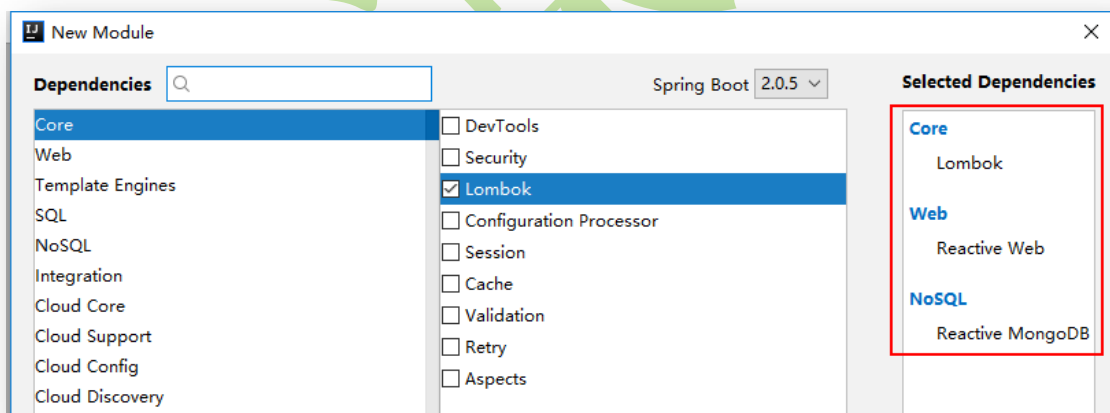 New Module
Dependencies
Spring Boot 2.0.5
Selected Dependencies
Core
Web
Template Engines
SQL
NoSQL
Integration
Cloud Core
Cloud Support
Cloud Config
Cloud Discovery
DevTools
Security
Lombok
Configuration Processor
Session
Cache
Validation
Retry
Aspects
Core
Lombok
Web
Reactive Web
NoSQL
Reactive MongoDB